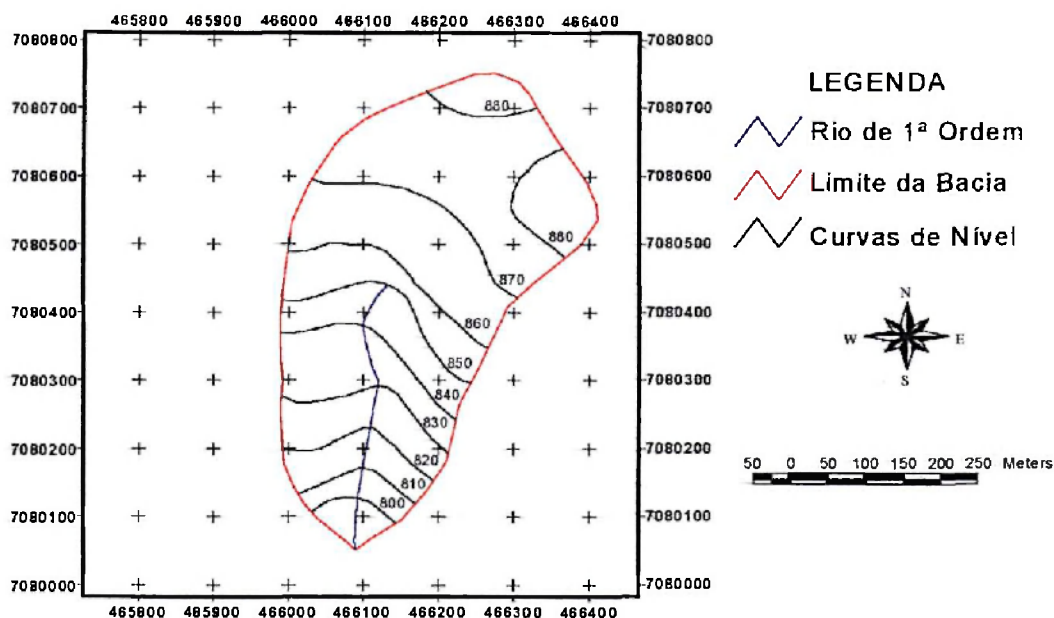 465800 465900 466000 466100 466200 466300 466400
7080800 7080800
LEGENDA
880
7080700 7080700
Rio de 1ª Ordem
7080600 7080600
Limite da Bacia
880
7080500 7080500
Curvas de Nível
870
N
7080400 7080400
860
W E
850
S
7080300 7080300
840
830
7080200 7080200
820
50 0 50 100 150 200 250 Meters
810
800
7080100 7080100
7080000 7080000
465800 465900 466000 466100 466200 466300 466400